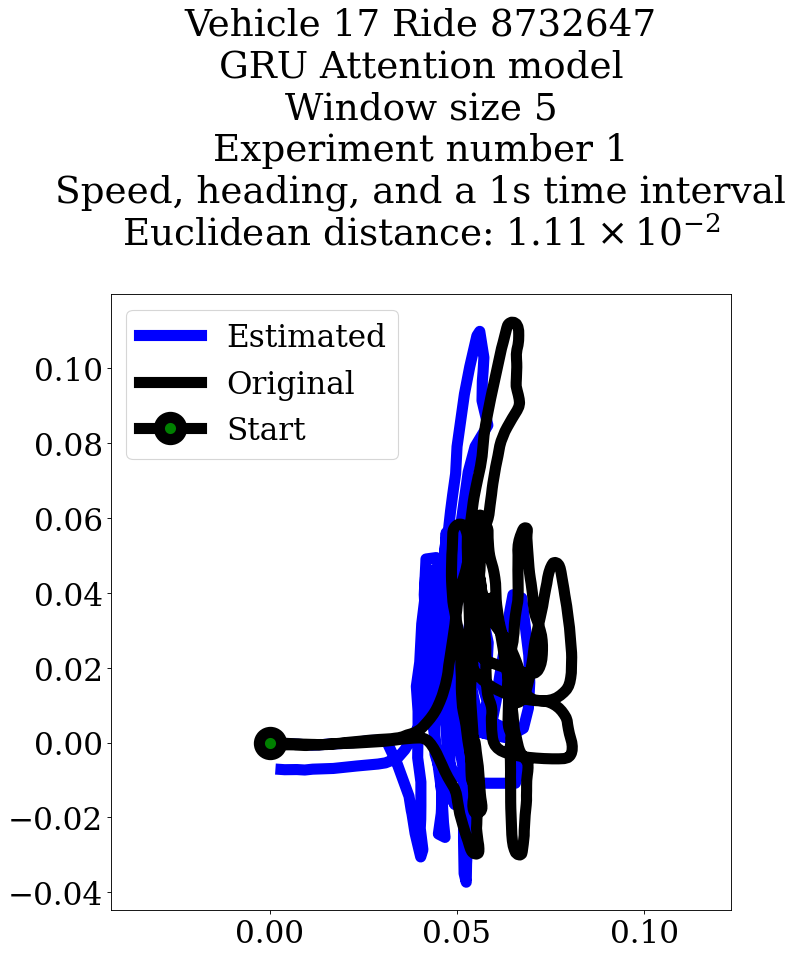 Vehicle 17 Ride 8732647
GRU Attention model
Window size 5
Experiment number 1
Speed, heading, and a 1s time interval
Euclidean distance: 1.11 × 10⁻²
Estimated
Original
Start
0.10
0.08
0.06
0.04
0.02
0.00
−0.02
−0.04
0.00 0.05 0.10